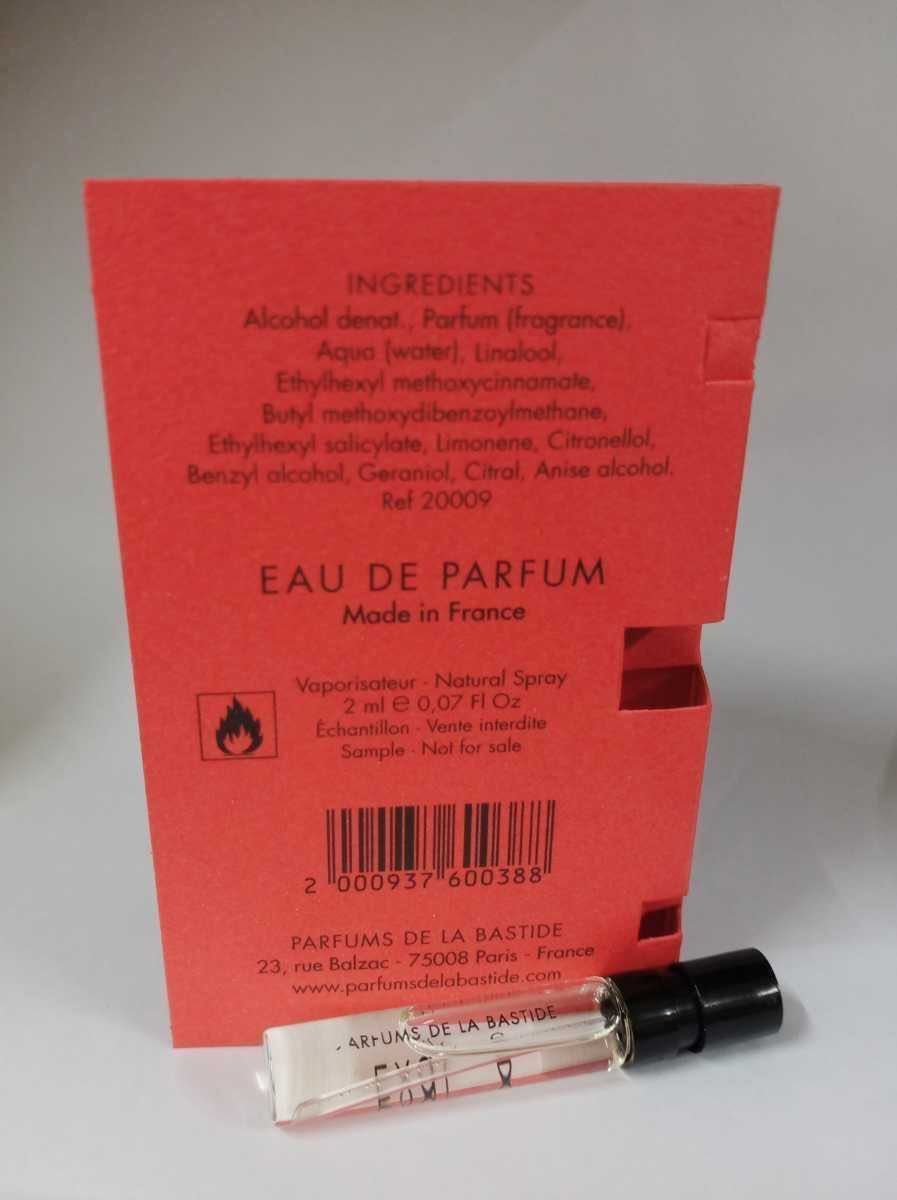 INGREDIENTS
Alcohol denat., Parfum (fragrance),
Aqua (water), Linalool,
Ethylhexyl methoxycinnamate,
Butyl methoxydibenzoylmethane,
Ethylhexyl salicylate, Limonene, Citronellol,
Benzyl alcohol, Geraniol, Citral, Anise alcohol.
Ref 20009
EAU DE PARFUM
Made in France
Vaporisateur - Natural Spray
2 ml e 0,07 Fl Oz
Échantillon - Vente interdite
Sample - Not for sale
2 000937 600388
PARFUMS DE LA BASTIDE
23, rue Balzac - 75008 Paris - France
www.parfumsdelabastide.com
ARFUMS DE LA BASTIDE